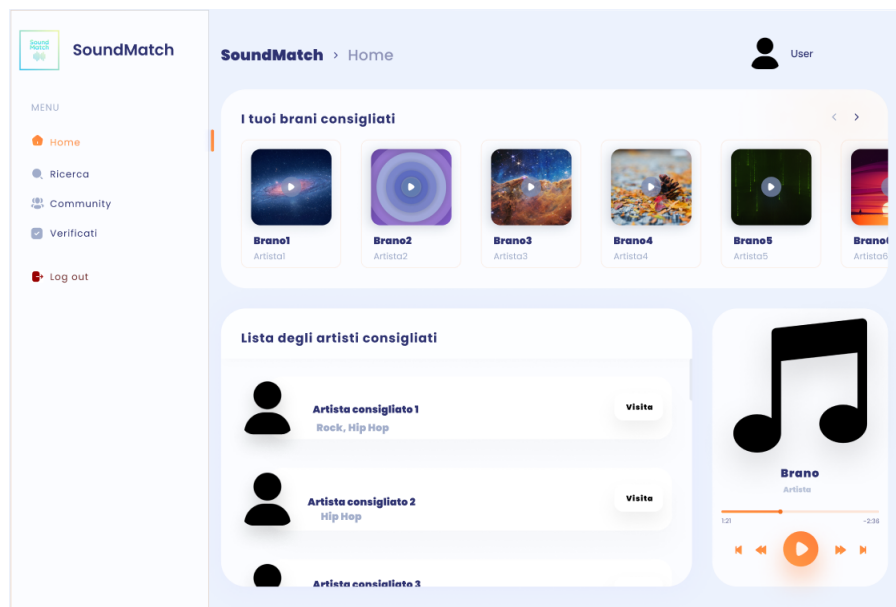 Sound
Match
SoundMatch
MENU
Home
Ricerca
Community
Verificati
Log out
SoundMatch > Home
User
I tuoi brani consigliati
< >
Brano1
Artista1
Brano2
Artista2
Brano3
Artista3
Brano4
Artista4
Brano5
Artista5
Brano6
Artista6
Lista degli artisti consigliati
Artista consigliato 1
Rock, Hip Hop
Visita
Artista consigliato 2
Hip Hop
Visita
Artista consigliato 3
Brano
Artista
1:21
-2:36